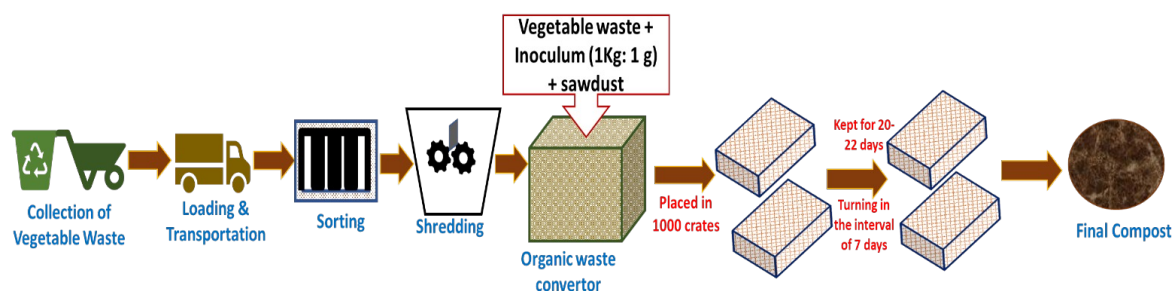 Vegetable waste +
Inoculum (1Kg: 1 g)
+ sawdust
Collection of
Vegetable Waste
Loading &
Transportation
Sorting
Shredding
Organic waste
convertor
Placed in
1000 crates
Kept for 20-
22 days
Turning in
the interval
of 7 days
Final Compost